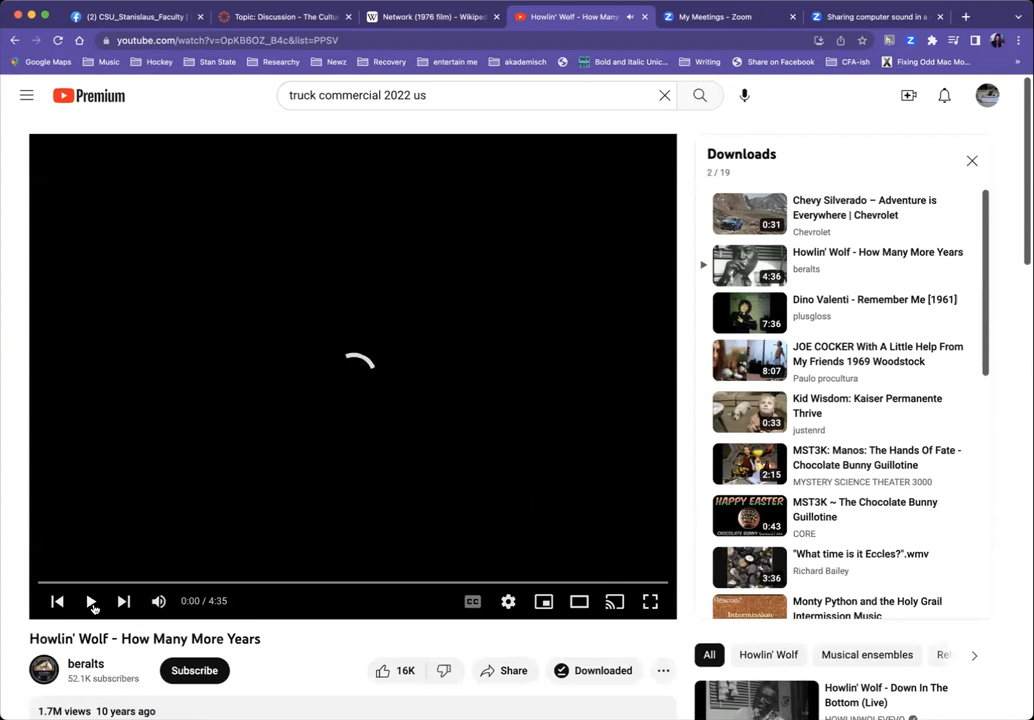 (2) CSU_Stanislaus_Faculty |
Topic: Discussion - The Cultu
Network (1976 film) - Wikiped
Howlin' Wolf - How Many
My Meetings - Zoom
Sharing computer sound in a
youtube.com/watch?v=OpKB6OZ_B4c&list=PPSV
Google Maps Music Hockey Stan State Researchy Newz Recovery entertain me akademisch Bold and Italic Unic... Writing Share on Facebook CFA-ish Fixing Odd Mac Mo... »
Premium
truck commercial 2022 us
Downloads
2 / 19
Chevy Silverado – Adventure is
Everywhere | Chevrolet
Chevrolet
0:31
Howlin' Wolf - How Many More Years
beralts
4:36
Dino Valenti - Remember Me [1961]
plusgloss
7:36
JOE COCKER With A Little Help From
My Friends 1969 Woodstock
Paulo procultura
8:07
Kid Wisdom: Kaiser Permanente
Thrive
justenrd
0:33
MST3K: Manos: The Hands Of Fate -
Chocolate Bunny Guillotine
MYSTERY SCIENCE THEATER 3000
2:15
MST3K ~ The Chocolate Bunny
Guillotine
CORE
HAPPY EASTER
0:43
"What time is it Eccles?".wmv
Richard Bailey
3:36
Monty Python and the Holy Grail
Intermission Music
0:00 / 4:35
CC
Howlin' Wolf - How Many More Years
beralts
52.1K subscribers
Subscribe
16K
Share
Downloaded
1.7M views 10 years ago
All
Howlin' Wolf
Musical ensembles
Howlin' Wolf - Down In The
Bottom (Live)
HOWLINWOLFVEVO